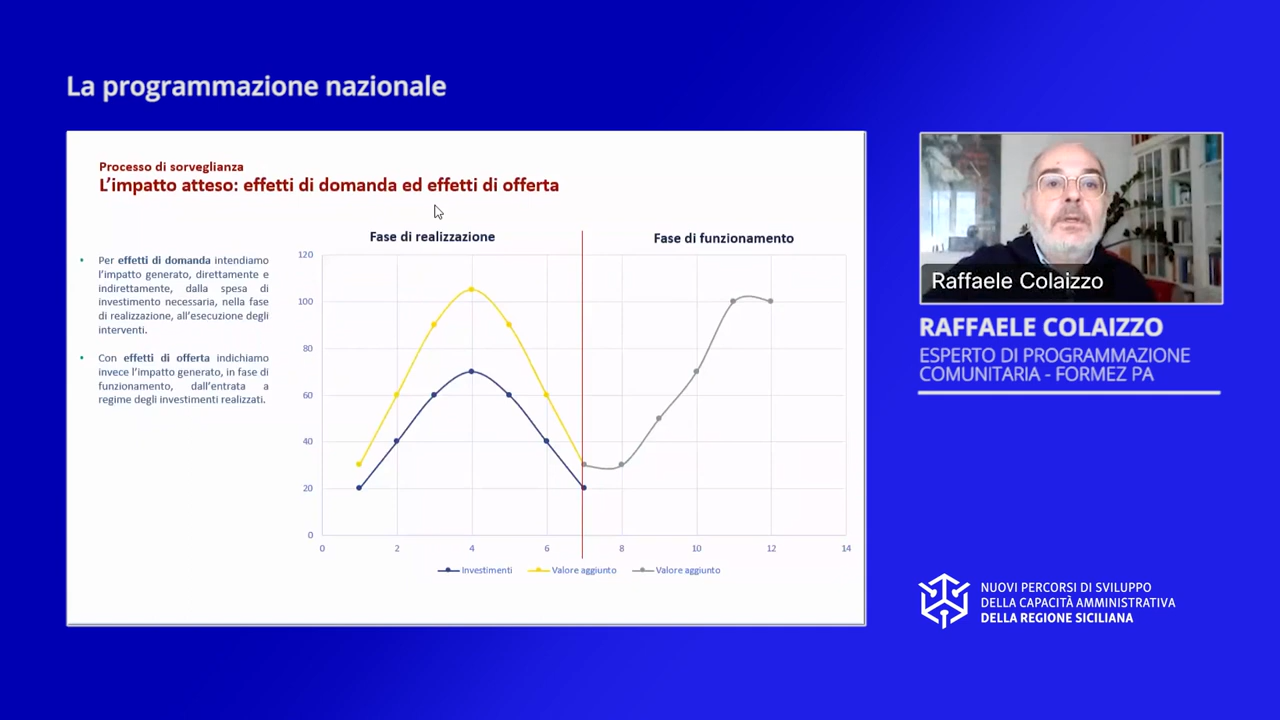 La programmazione nazionale
Processo di sorveglianza
L'impatto atteso: effetti di domanda ed effetti di offerta
• Per effetti di domanda intendiamo
l'impatto generato, direttamente e
indirettamente, dalla spesa di
investimento necessaria, nella fase
di realizzazione, all'esecuzione degli
interventi.
• Con effetti di offerta indichiamo
invece l'impatto generato, in fase di
funzionamento, dall'entrata a
regime degli investimenti realizzati.
Fase di realizzazione
Fase di funzionamento
120
100
80
60
40
20
0
0 2 4 6 8 10 12 14
Investimenti Valore aggiunto Valore aggiunto
Raffaele Colaizzo
RAFFAELE COLAIZZO
ESPERTO DI PROGRAMMAZIONE
COMUNITARIA - FORMEZ PA
NUOVI PERCORSI DI SVILUPPO
DELLA CAPACITÀ AMMINISTRATIVA
DELLA REGIONE SICILIANA